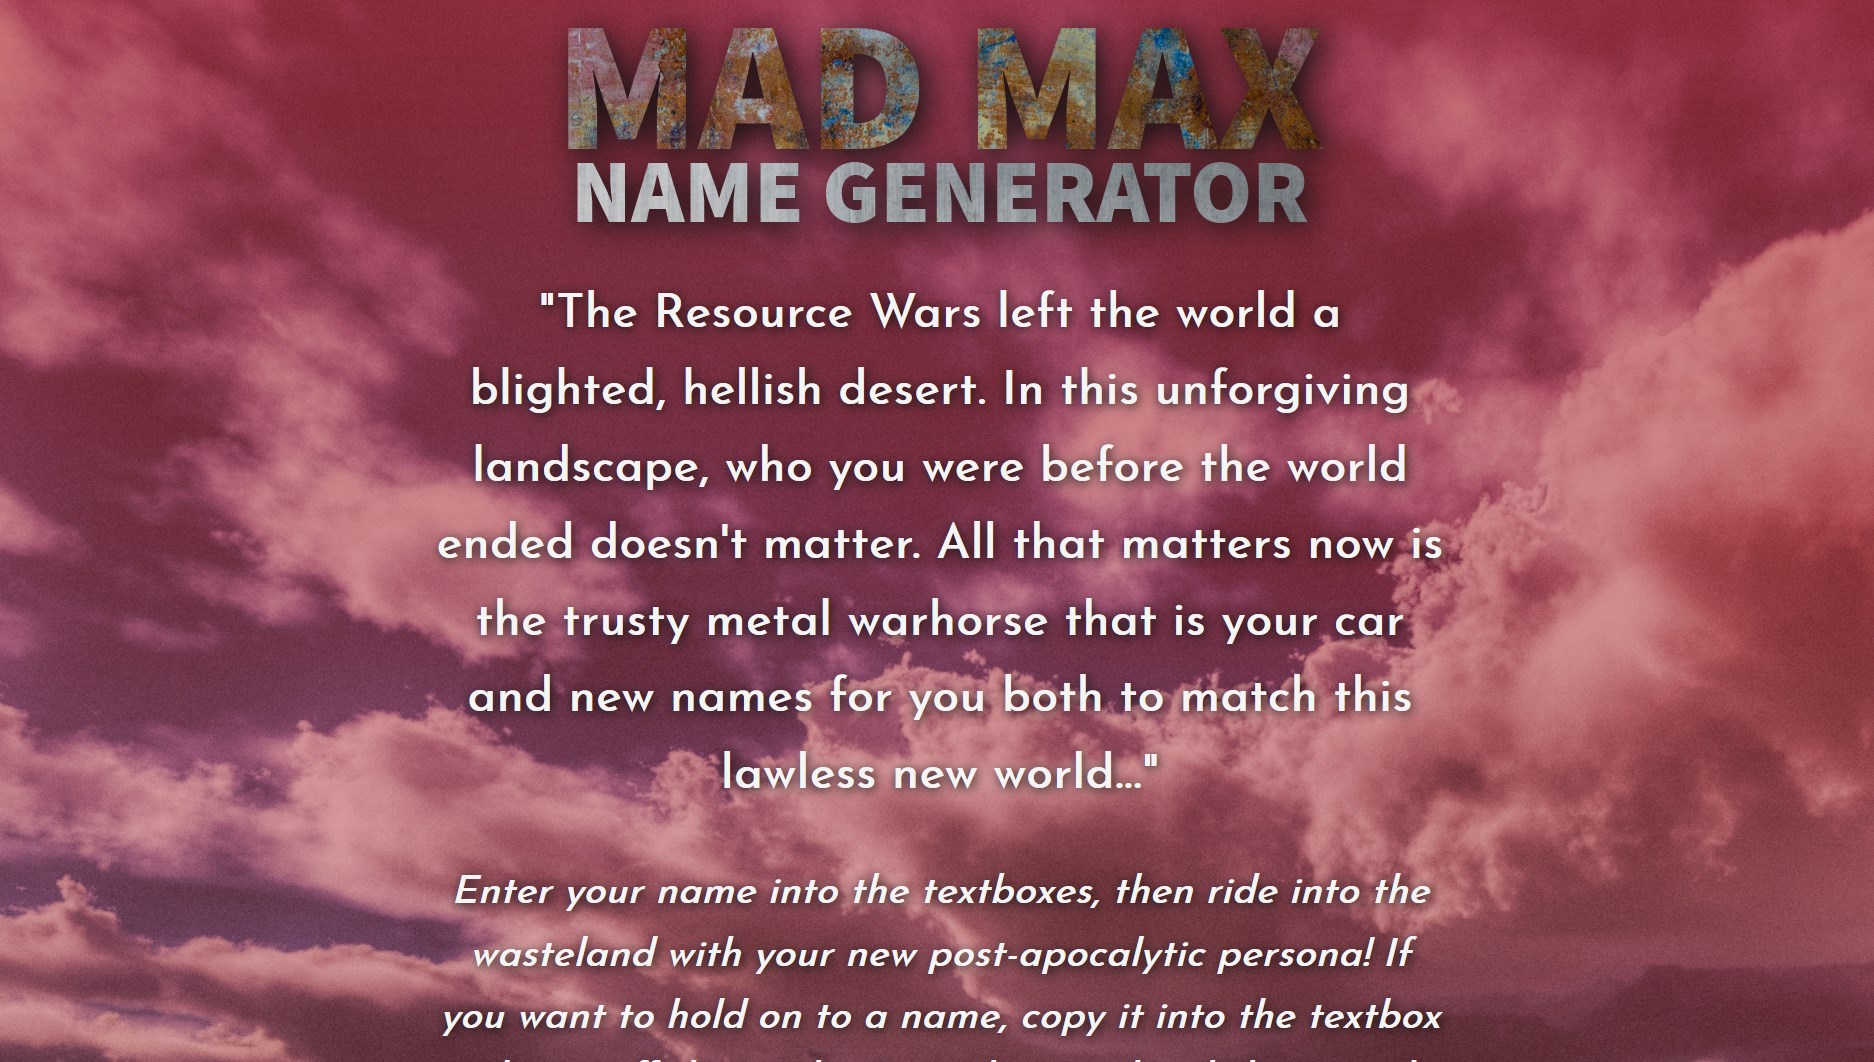 MAD MAX
NAME GENERATOR
"The Resource Wars left the world a
blighted, hellish desert. In this unforgiving
landscape, who you were before the world
ended doesn't matter. All that matters now is
the trusty metal warhorse that is your car
and new names for you both to match this
lawless new world..."
Enter your name into the textboxes, then ride into the
wasteland with your new post-apocalytic persona! If
you want to hold on to a name, copy it into the textbox